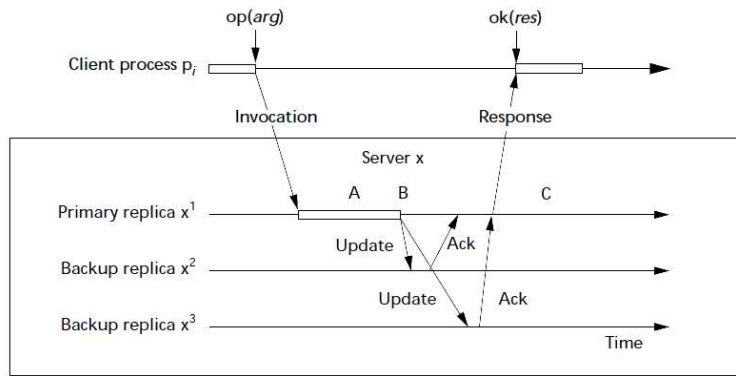 op(arg) ok(res)
Client process pi
Invocation Response
Server x
A B C
Primary replica x1
Update Ack
Backup replica x2
Update Ack
Backup replica x3
Time